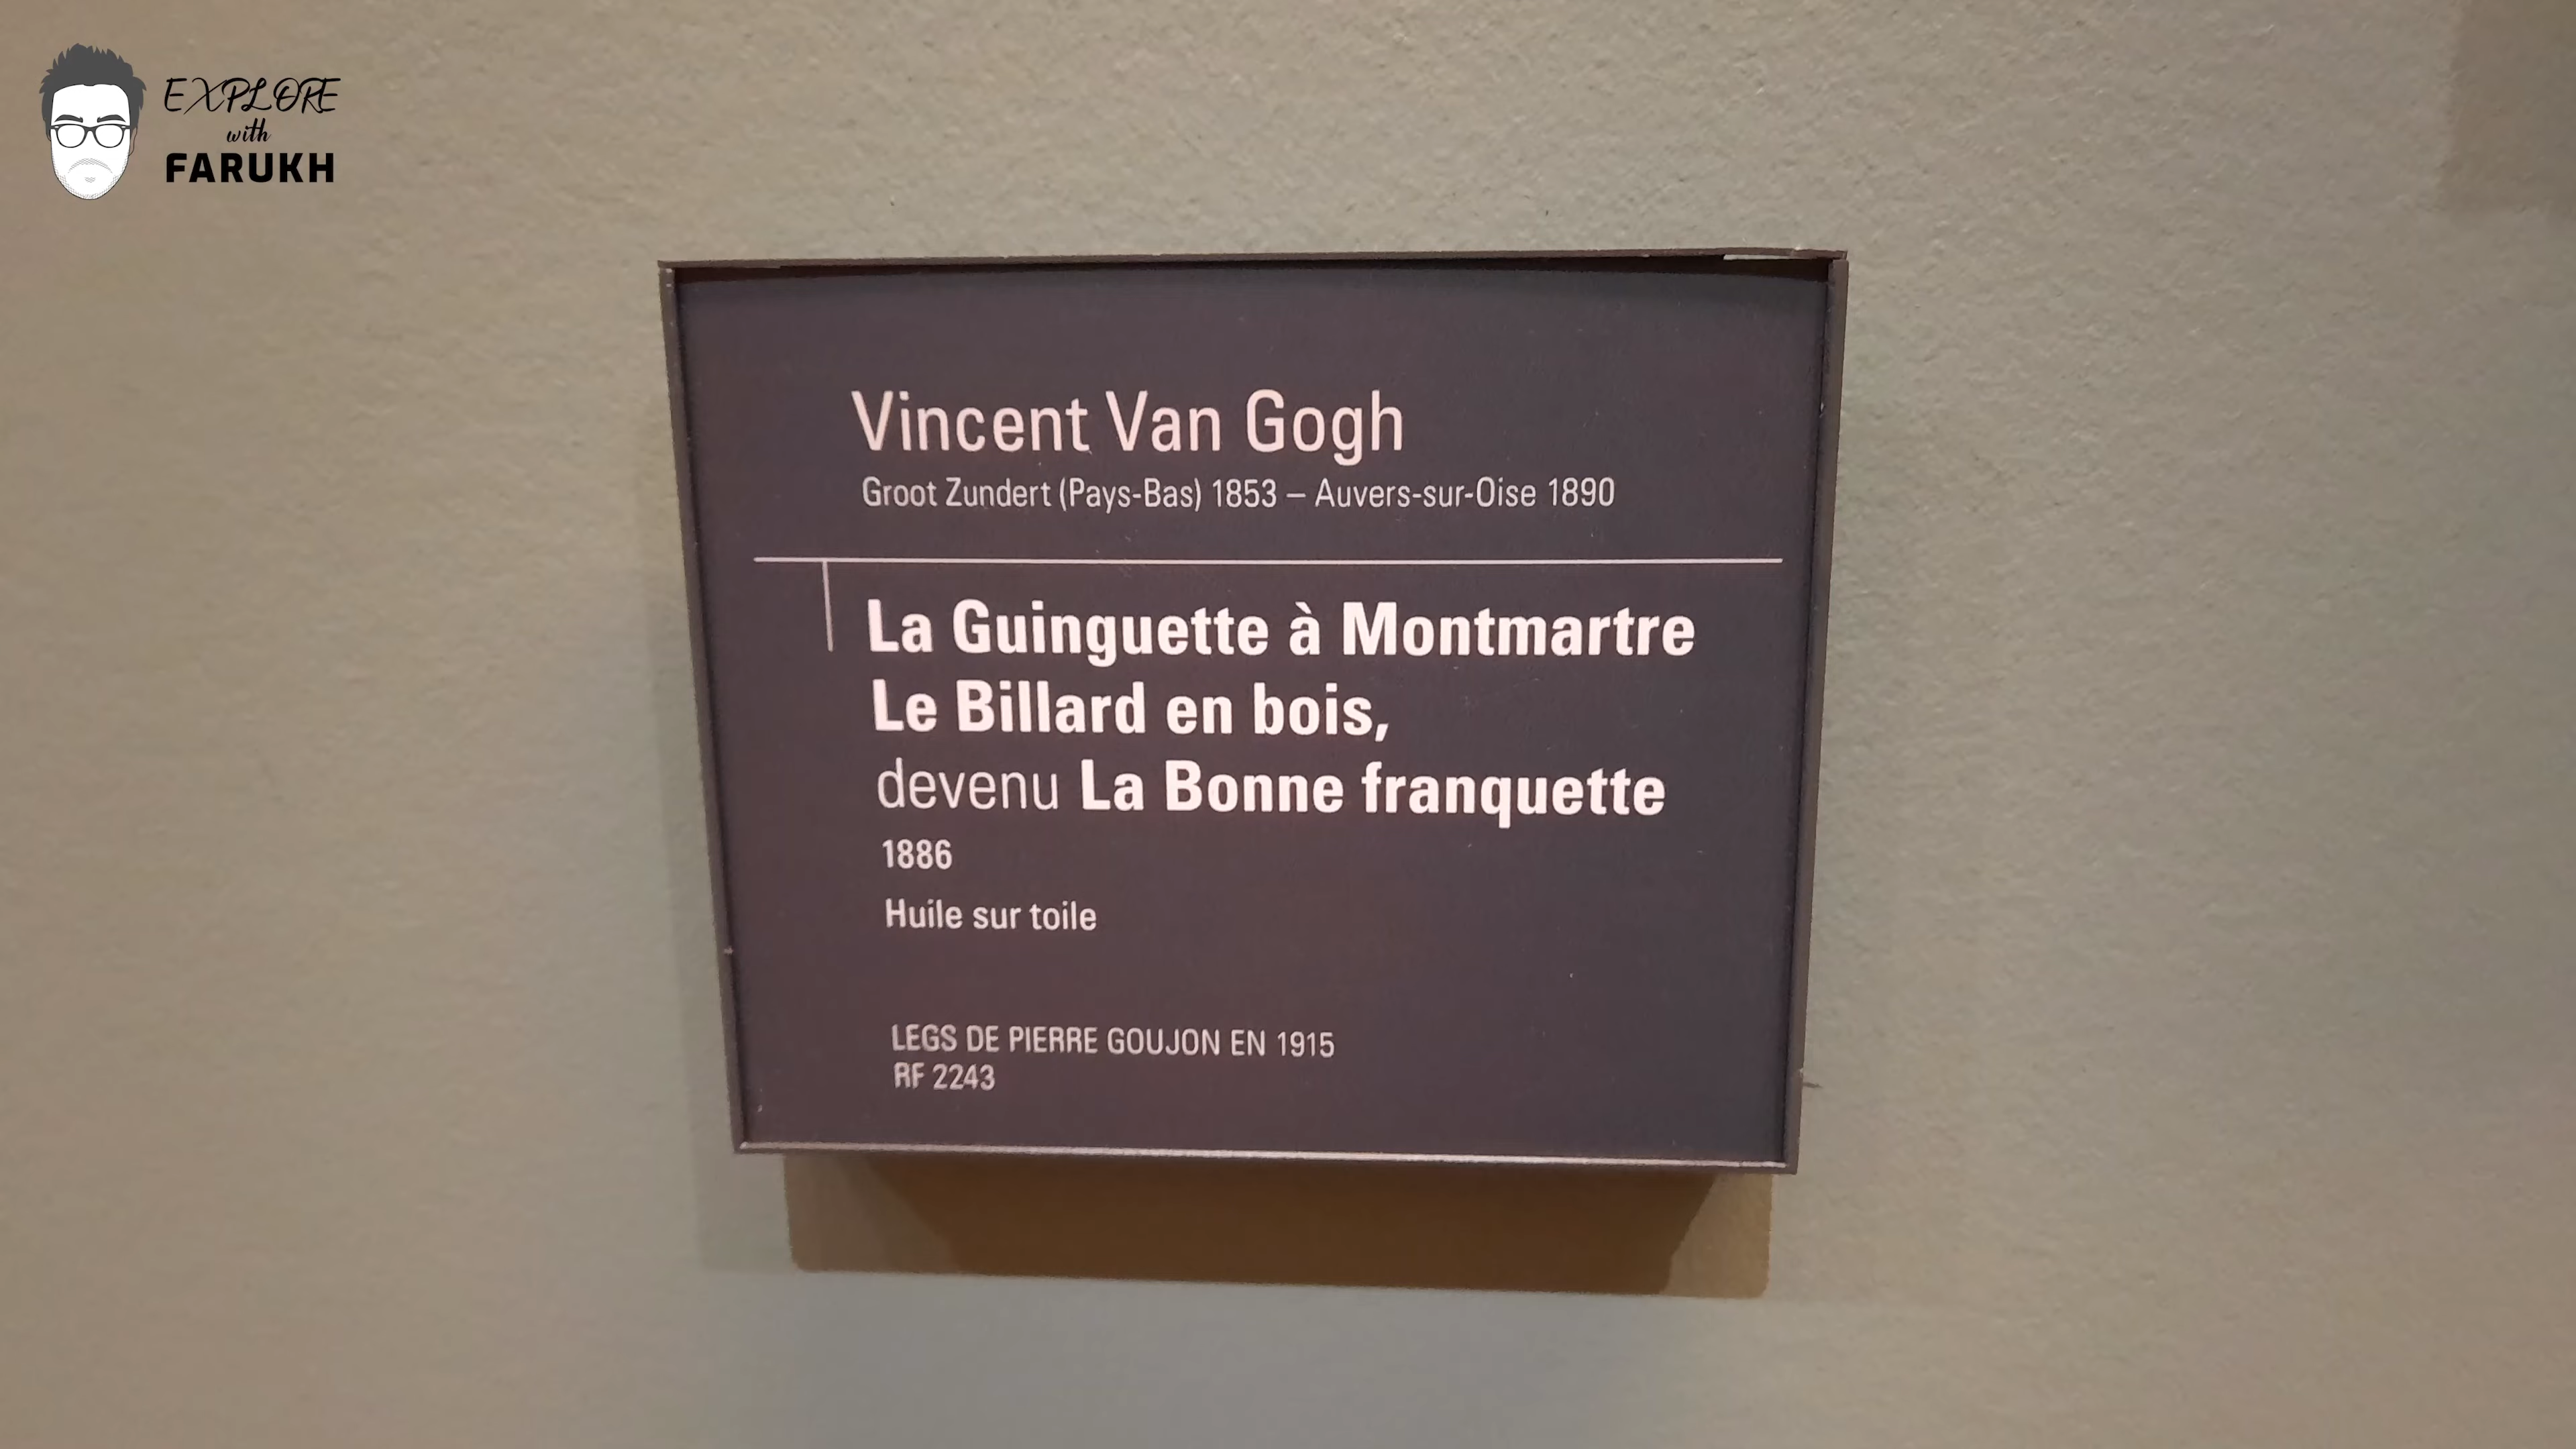 EXPLORE
with
FARUKH
Vincent Van Gogh
Groot Zundert (Pays-Bas) 1853 – Auvers-sur-Oise 1890
La Guinguette à Montmartre
Le Billard en bois,
devenu La Bonne franquette
1886
Huile sur toile
LEGS DE PIERRE GOUJON EN 1915
RF 2243